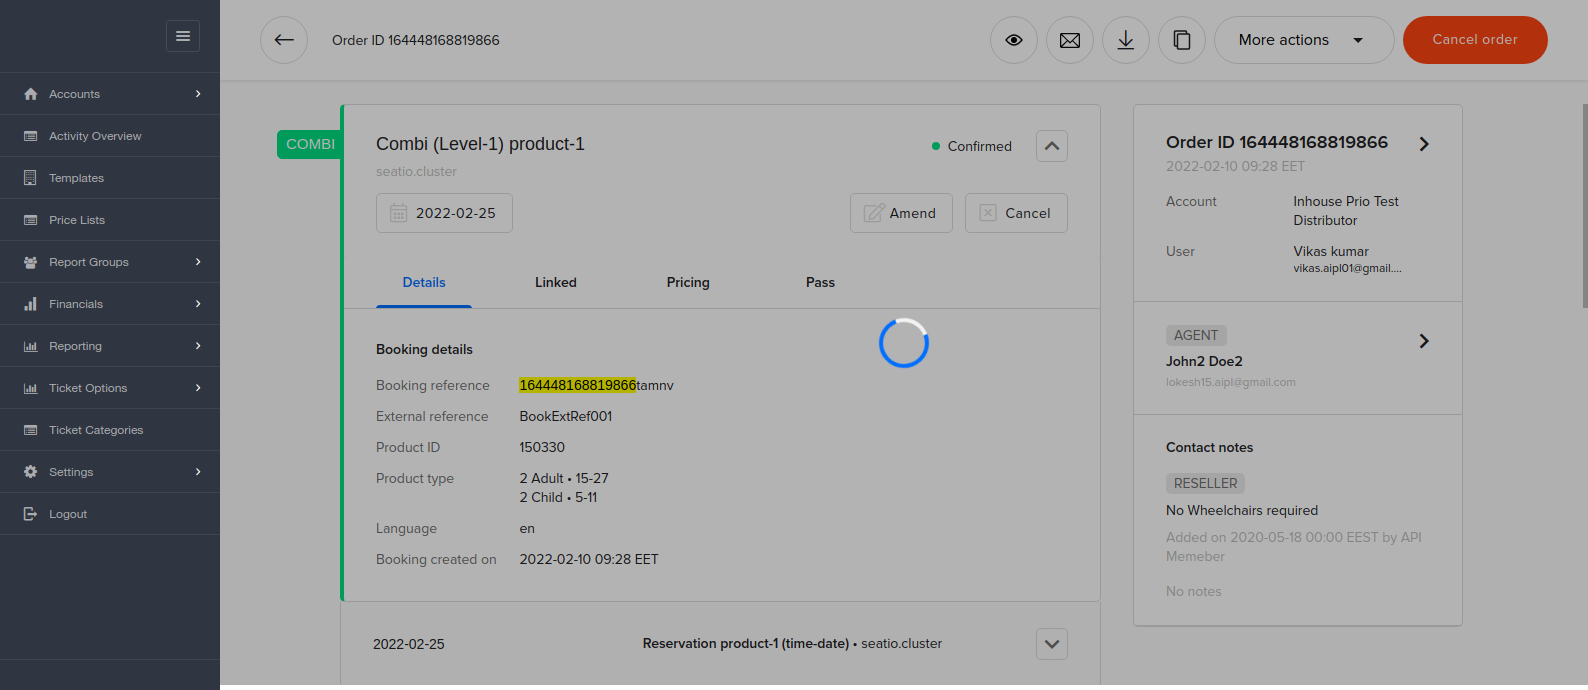 Order ID 164448168819866
More actions
Cancel order
Accounts
Activity Overview
Templates
Price Lists
Report Groups
Financials
Reporting
Ticket Options
Ticket Categories
Settings
Logout
COMBI
Combi (Level-1) product-1
Confirmed
seatio.cluster
2022-02-25
Amend
Cancel
Details
Linked
Pricing
Pass
Booking details
Booking reference 164448168819866tamnv
External reference BookExtRef001
Product ID 150330
Product type 2 Adult • 15-27
2 Child • 5-11
Language en
Booking created on 2022-02-10 09:28 EET
2022-02-25 Reservation product-1 (time-date) • seatio.cluster
Order ID 164448168819866
2022-02-10 09:28 EET
Account Inhouse Prio Test
Distributor
User Vikas kumar
vikas.aipl01@gmail....
AGENT
John2 Doe2
lokesh15.aipl@gmail.com
Contact notes
RESELLER
No Wheelchairs required
Added on 2020-05-18 00:00 EEST by API
Memeber
No notes